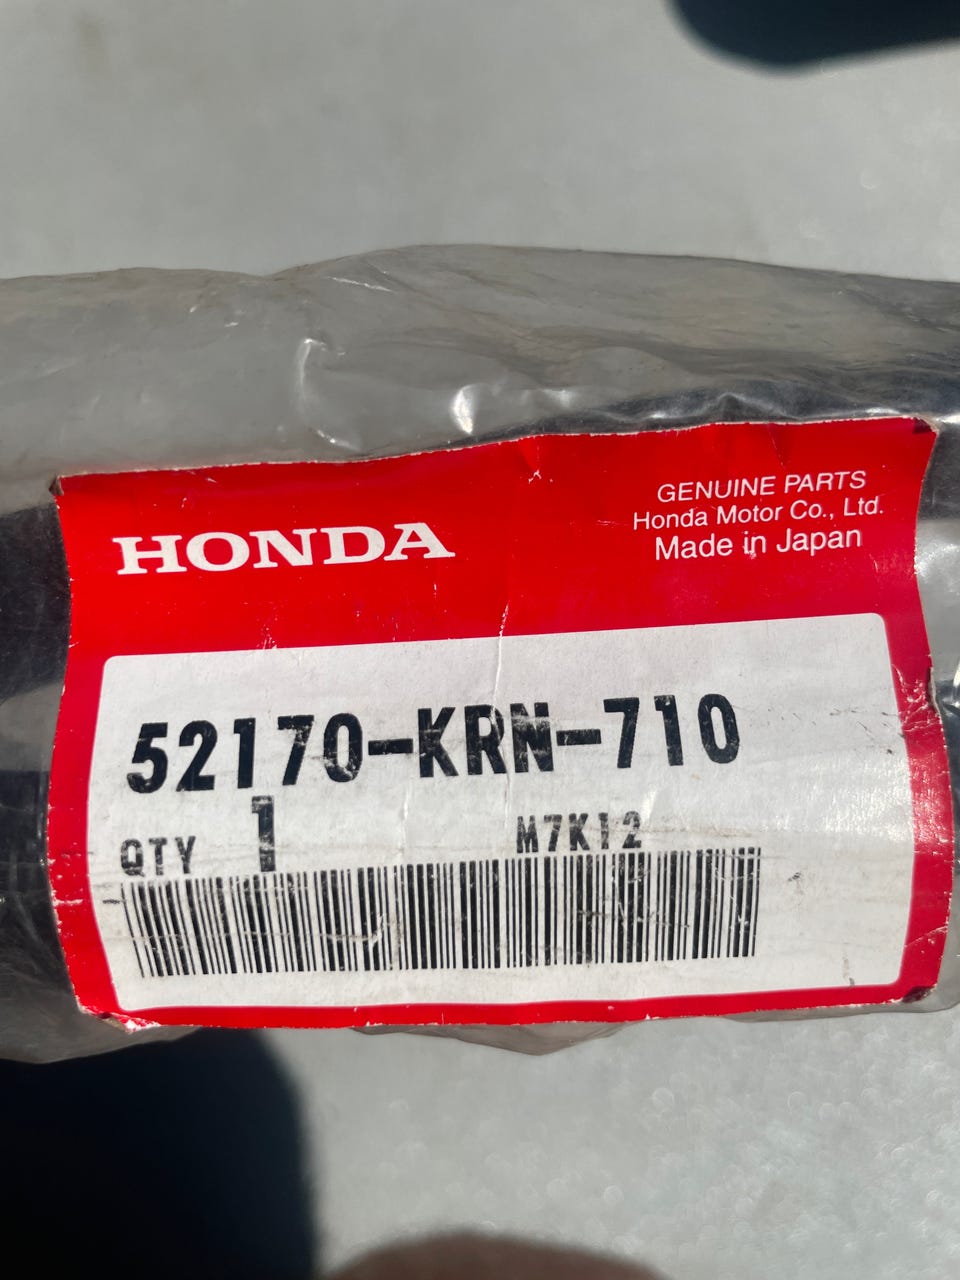 HONDA
GENUINE PARTS
Honda Motor Co., Ltd.
Made in Japan
52170-KRN-710
QTY 1 M7K12